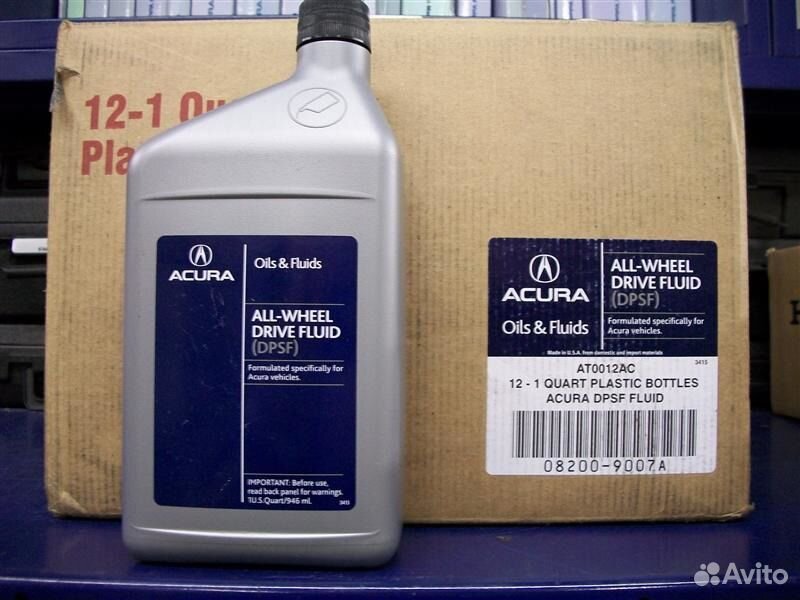 12-1 Qu
Pla
ACURA
Oils & Fluids
ALL-WHEEL
DRIVE FLUID
(DPSF)
Formulated specifically for
Acura vehicles.
IMPORTANT: Before use,
read back panel for warnings.
1U.S.Quart/946 ml.
3415
ACURA
Oils & Fluids
ALL-WHEEL
DRIVE FLUID
(DPSF)
Formulated specifically for
Acura vehicles.
Made in U.S.A. from domestic and import materials
3415
AT0012AC
12 - 1 QUART PLASTIC BOTTLES
ACURA DPSF FLUID
08200-9007A
Avito